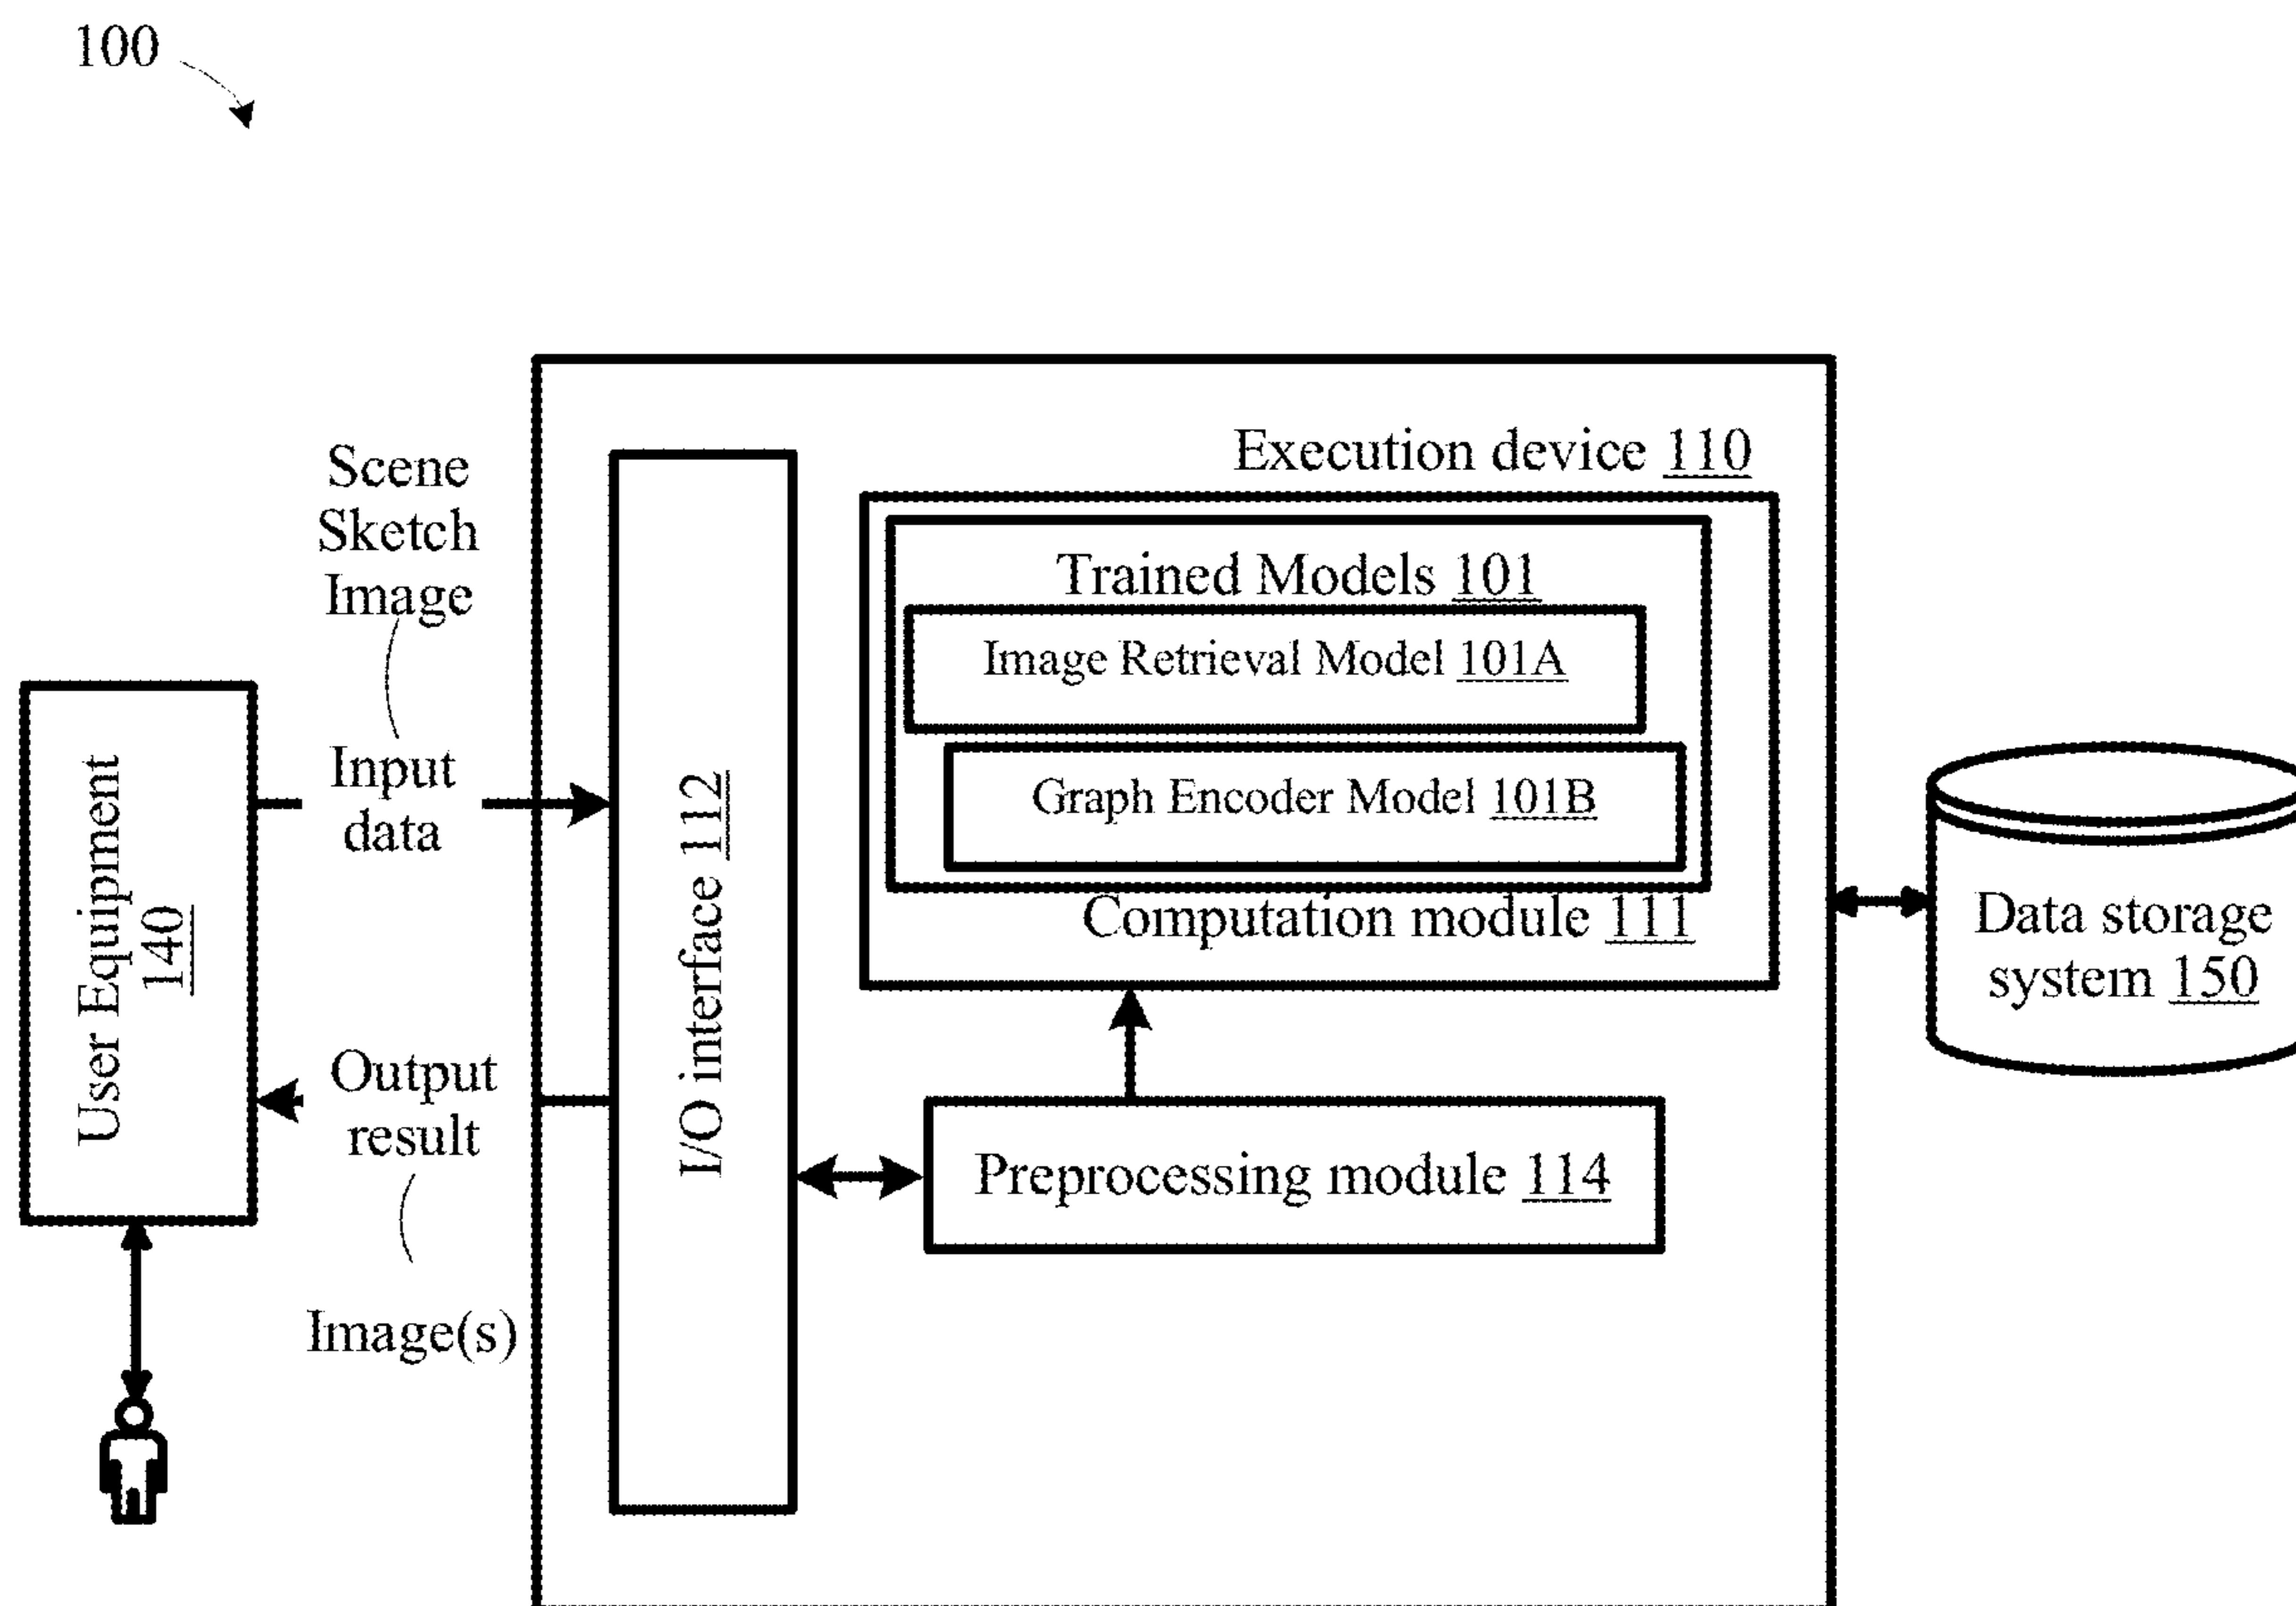 100
Scene
Sketch
Image
Input
data
Output
result
Image(s)
User Equipment
140
I/O interface 112
Execution device 110
Trained Models 101
Image Retrieval Model 101A
Graph Encoder Model 101B
Computation module 111
Preprocessing module 114
Data storage
system 150